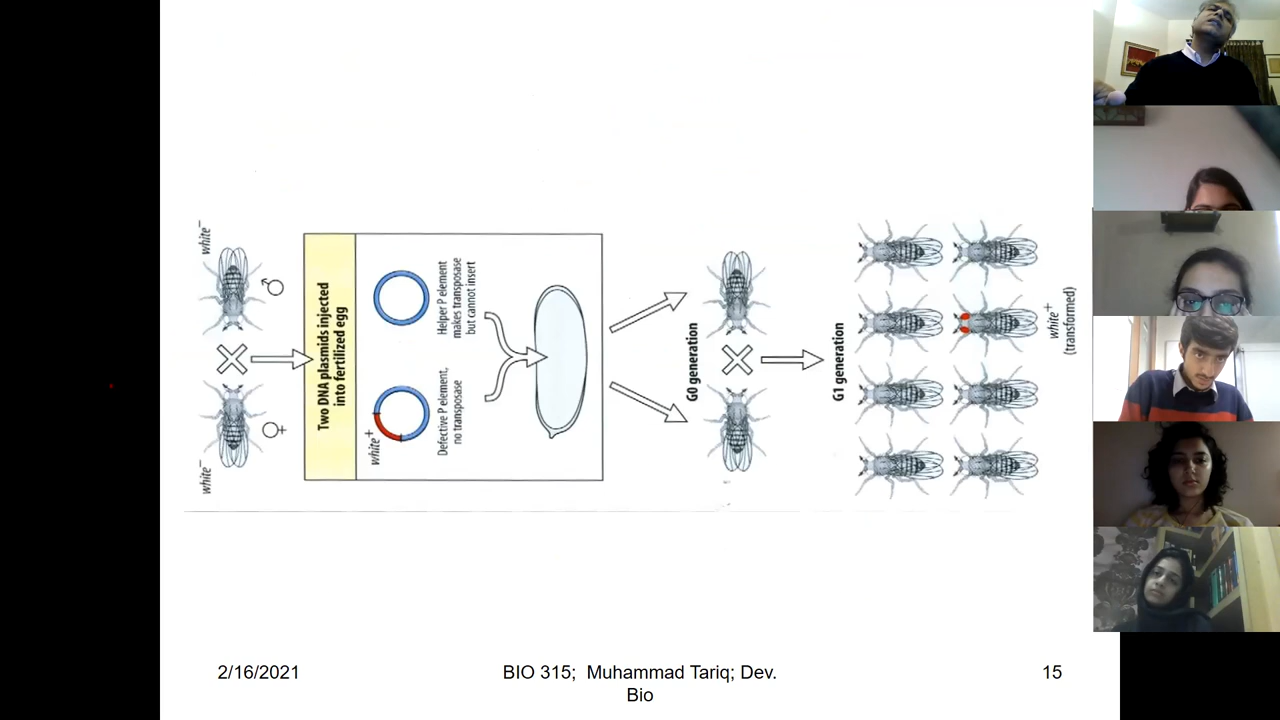 white⁻
white⁻
Two DNA plasmids injected
into fertilized egg
white⁺
Defective P element,
no transposase
Helper P element
makes transposase
but cannot insert
G0 generation
G1 generation
white⁺
(transformed)
2/16/2021
BIO 315; Muhammad Tariq; Dev.
Bio
15